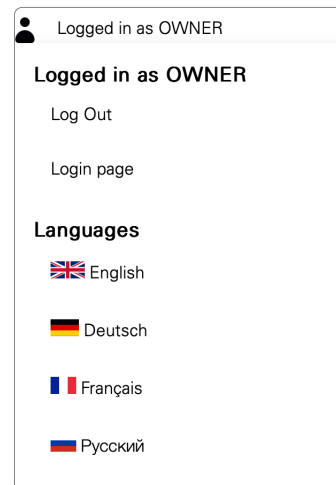 Logged in as OWNER
Logged in as OWNER
Log Out
Login page
Languages
English
Deutsch
Français
Русский